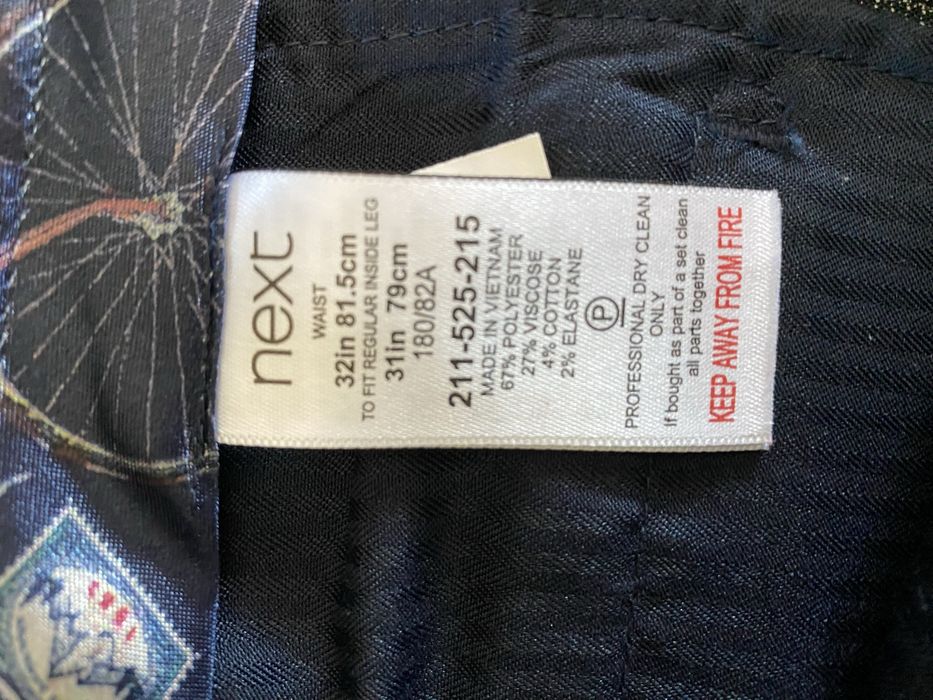 next
WAIST
32in 81.5cm
TO FIT REGULAR INSIDE LEG
31in 79cm
180/82A
211-525-215
MADE IN VIETNAM
67% POLYESTER
27% VISCOSE
4% COTTON
2% ELASTANE
P
PROFESSIONAL DRY CLEAN
ONLY
If bought as part of a set clean
all parts together
KEEP AWAY FROM FIRE